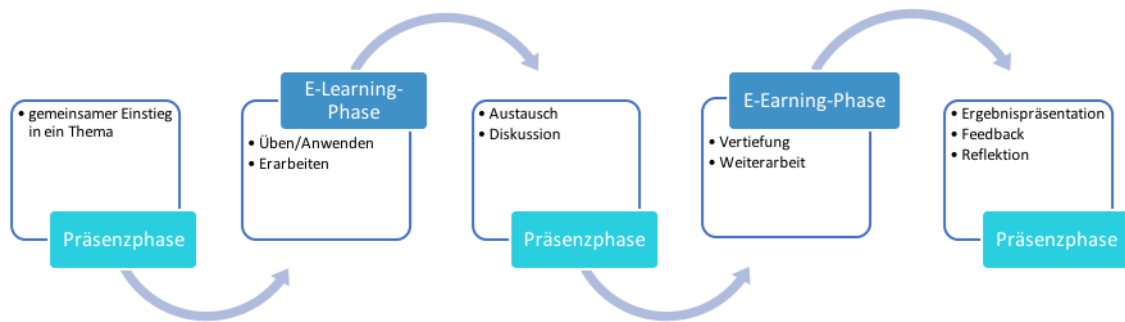 • gemeinsamer Einstieg
in ein Thema
Präsenzphase
E-Learning-
Phase
• Üben/Anwenden
• Erarbeiten
• Austausch
• Diskussion
Präsenzphase
E-Earning-Phase
• Vertiefung
• Weiterarbeit
• Ergebnispräsentation
• Feedback
• Reflektion
Präsenzphase